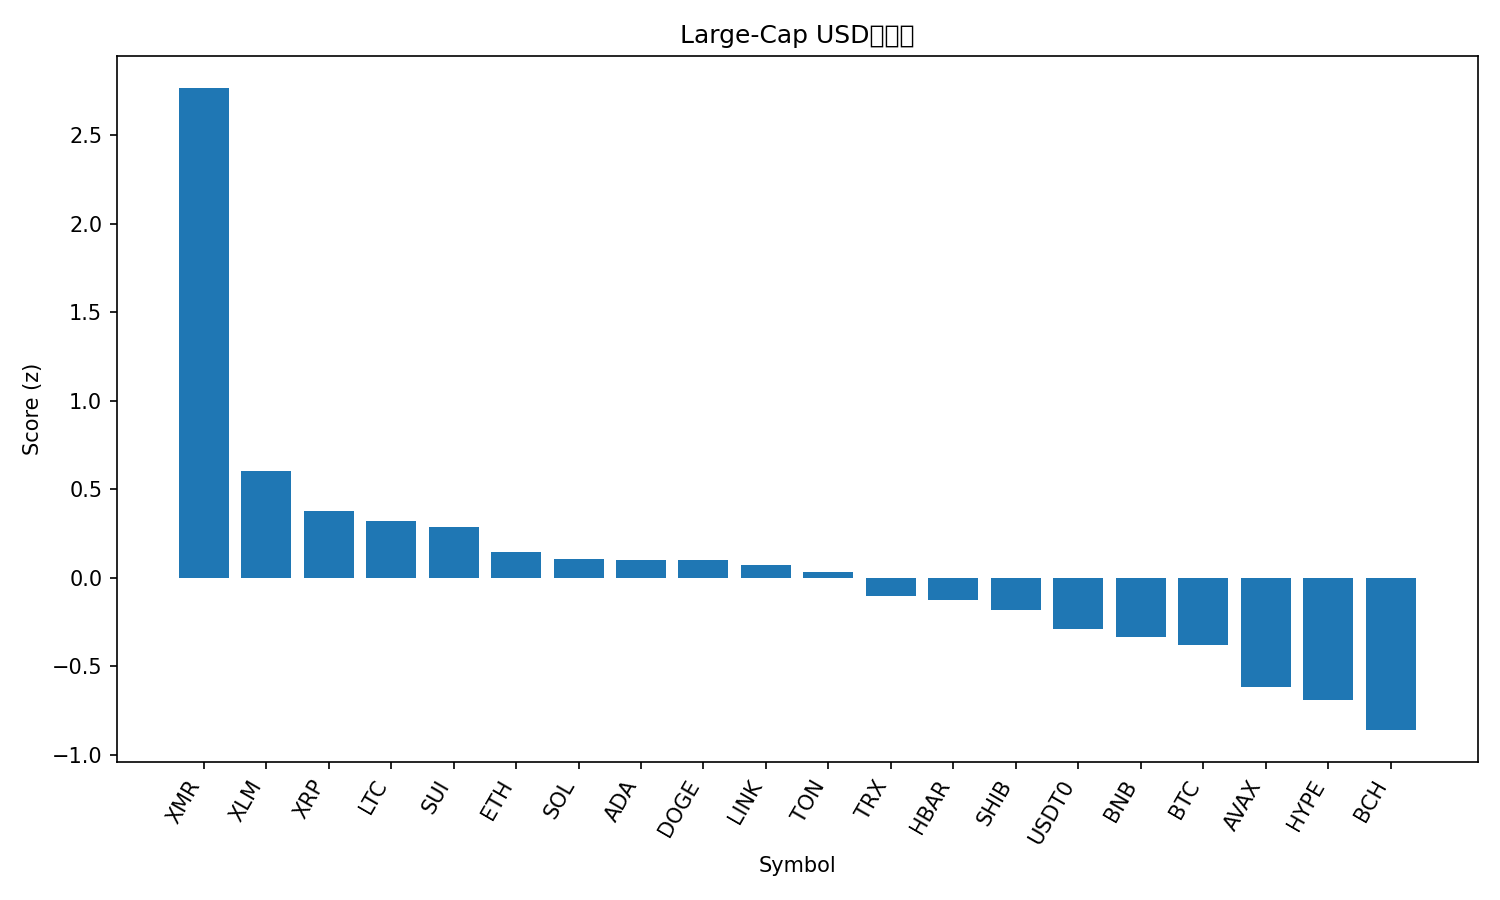 Large-Cap USD
Score (z)
2.5
2.0
1.5
1.0
0.5
0.0
−0.5
−1.0
XMR
XLM
XRP
LTC
SUI
ETH
SOL
ADA
DOGE
LINK
TON
TRX
HBAR
SHIB
USDT0
BNB
BTC
AVAX
HYPE
BCH
Symbol